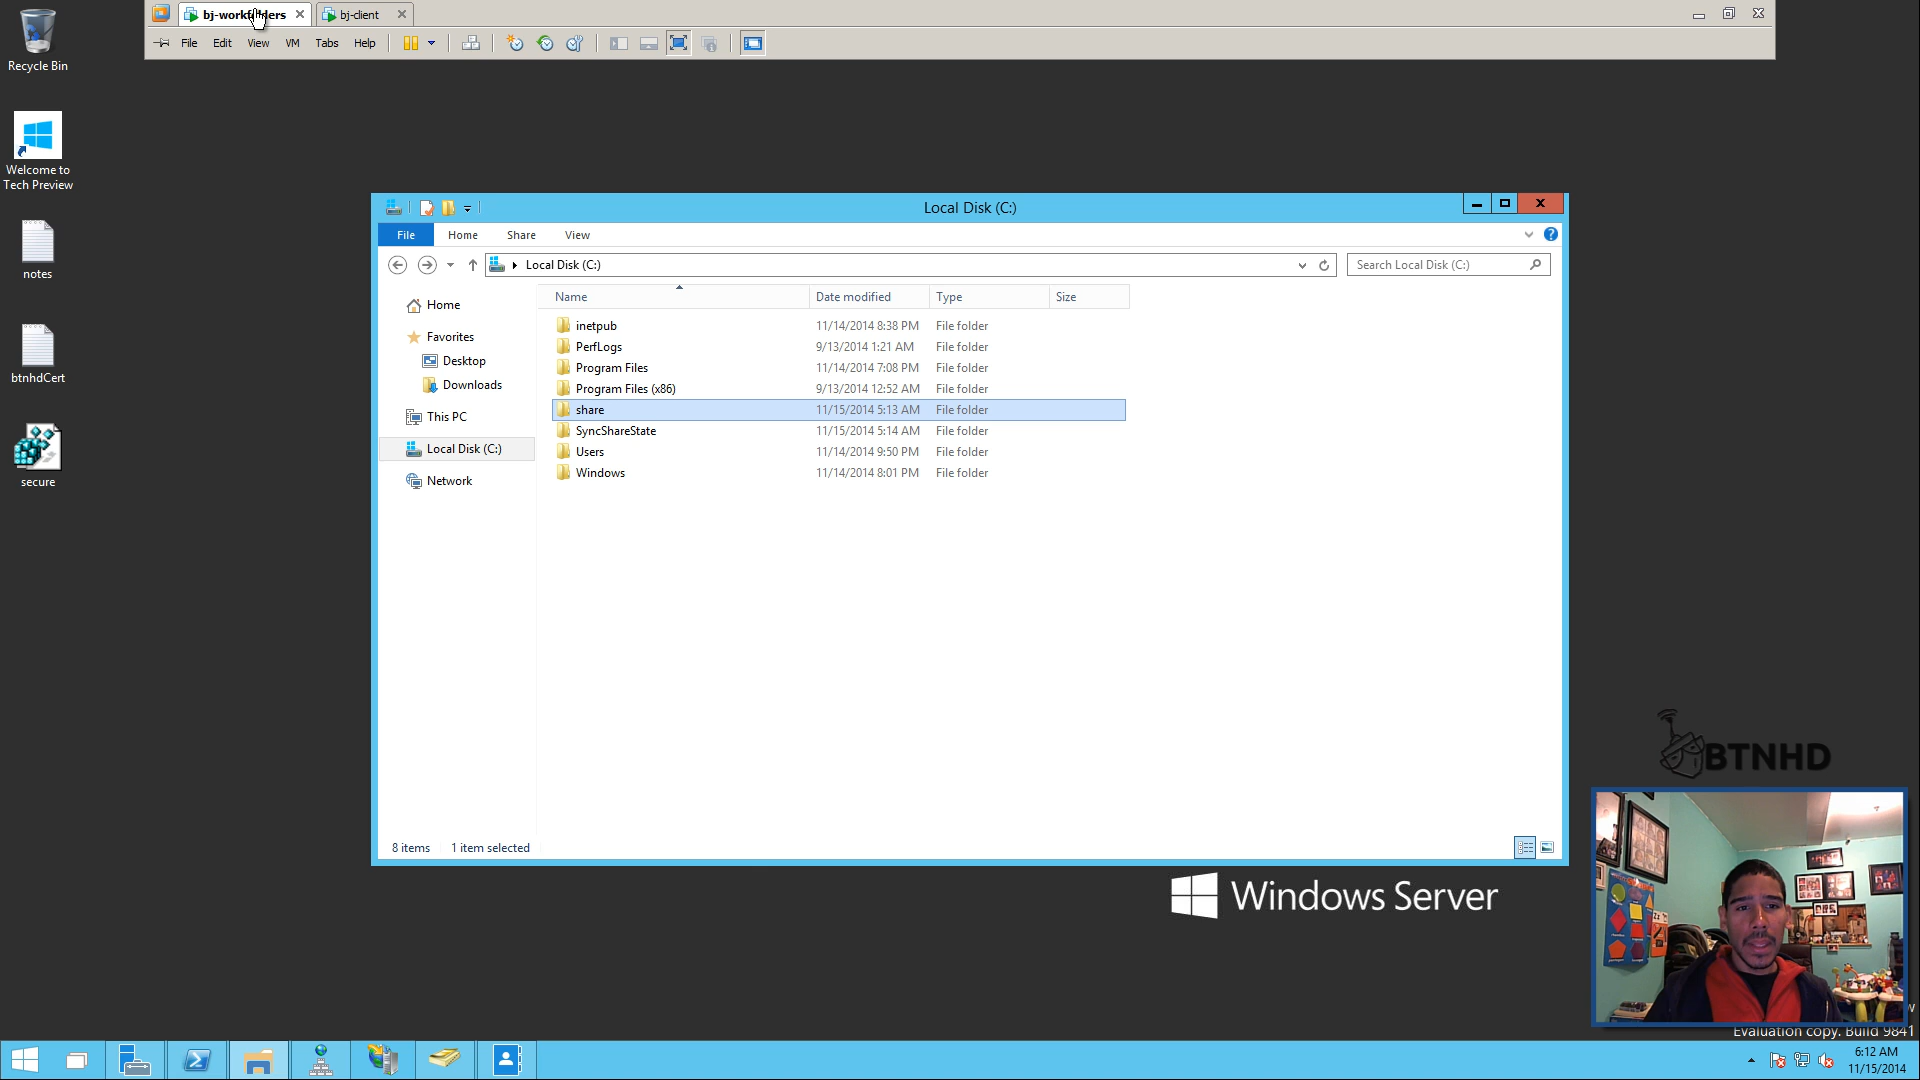 bj-workfolders
bj-client
File Edit View VM Tabs Help
Recycle Bin
Welcome to
Tech Preview
notes
btnhdCert
secure
Local Disk (C:)
File Home Share View
Local Disk (C:)
Search Local Disk (C:)
Name Date modified Type Size
Home
Favorites
Desktop
Downloads
This PC
Local Disk (C:)
Network
inetpub 11/14/2014 8:38 PM File folder
PerfLogs 9/13/2014 1:21 AM File folder
Program Files 11/14/2014 7:08 PM File folder
Program Files (x86) 9/13/2014 12:52 AM File folder
share 11/15/2014 5:13 AM File folder
SyncShareState 11/15/2014 5:14 AM File folder
Users 11/14/2014 9:50 PM File folder
Windows 11/14/2014 8:01 PM File folder
8 items 1 item selected
BTNHD
Windows Server
Evaluation copy. Build 9841
6:12 AM
11/15/2014